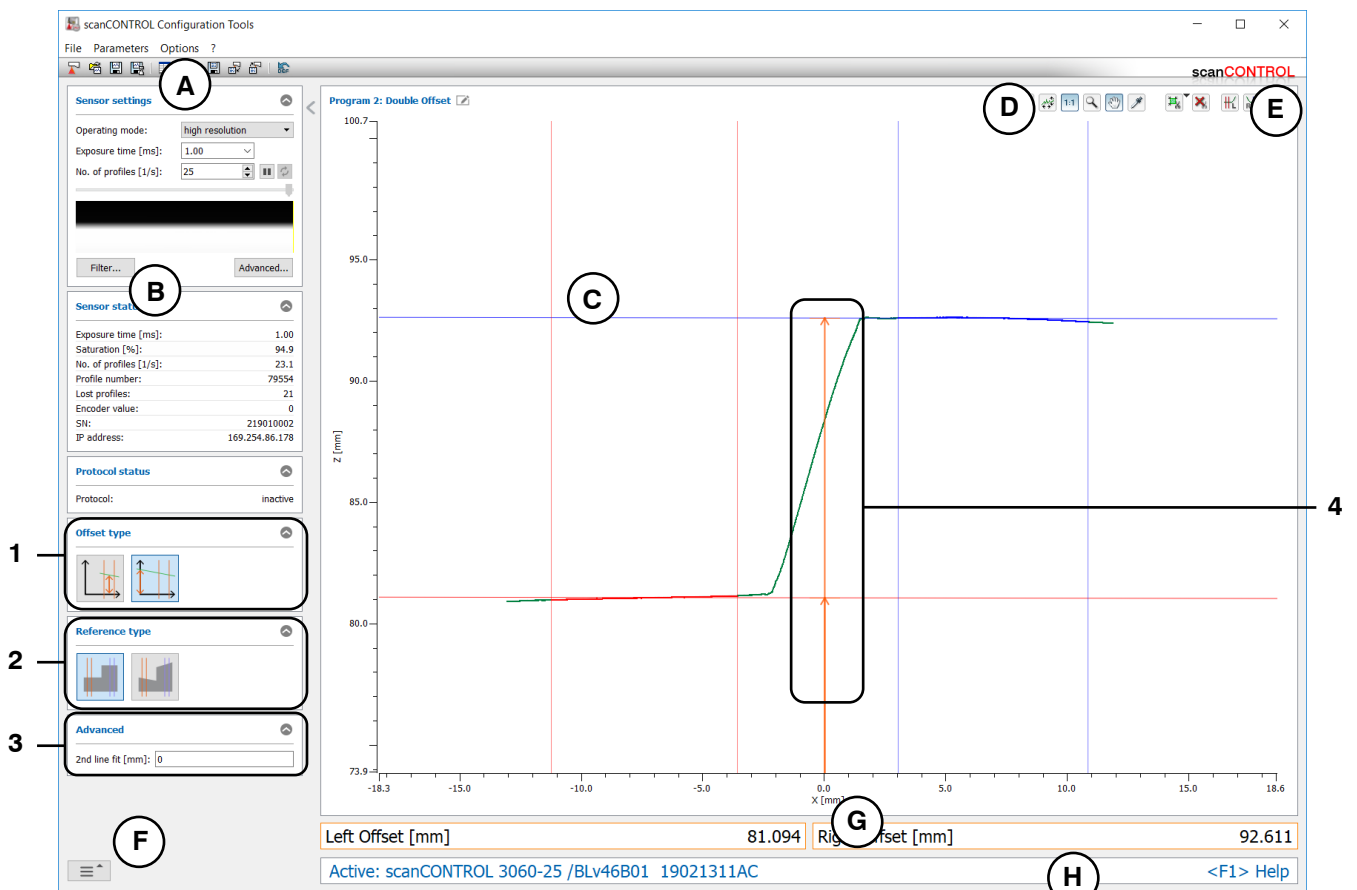 scanCONTROL Configuration Tools
File Parameters Options ?
scanCONTROL
A
Sensor settings
Operating mode: high resolution
Exposure time [ms]: 1.00
No. of profiles [1/s]: 25
Filter... Advanced...
B
Sensor
Exposure time [ms]: 1.00
Saturation [%]: 94.9
No. of profiles [1/s]: 23.1
Profile number: 79554
Lost profiles: 21
Encoder value: 0
SN: 219010002
IP address: 169.254.86.178
Protocol status
Protocol: inactive
1
Offset type
2
Reference type
3
Advanced
2nd line fit [mm]: 0
F
Program 2: Double Offset
D
1:1
E
C
4
100.7
95.0
90.0
85.0
80.0
73.9
Z [mm]
-18.3 -15.0 -10.0 -5.0 0.0 5.0 10.0 15.0 18.6
X [mm]
G
Left Offset [mm] 81.094
[mm] 92.611
Active: scanCONTROL 3060-25 /BLv46B01 19021311AC
H
<F1> Help